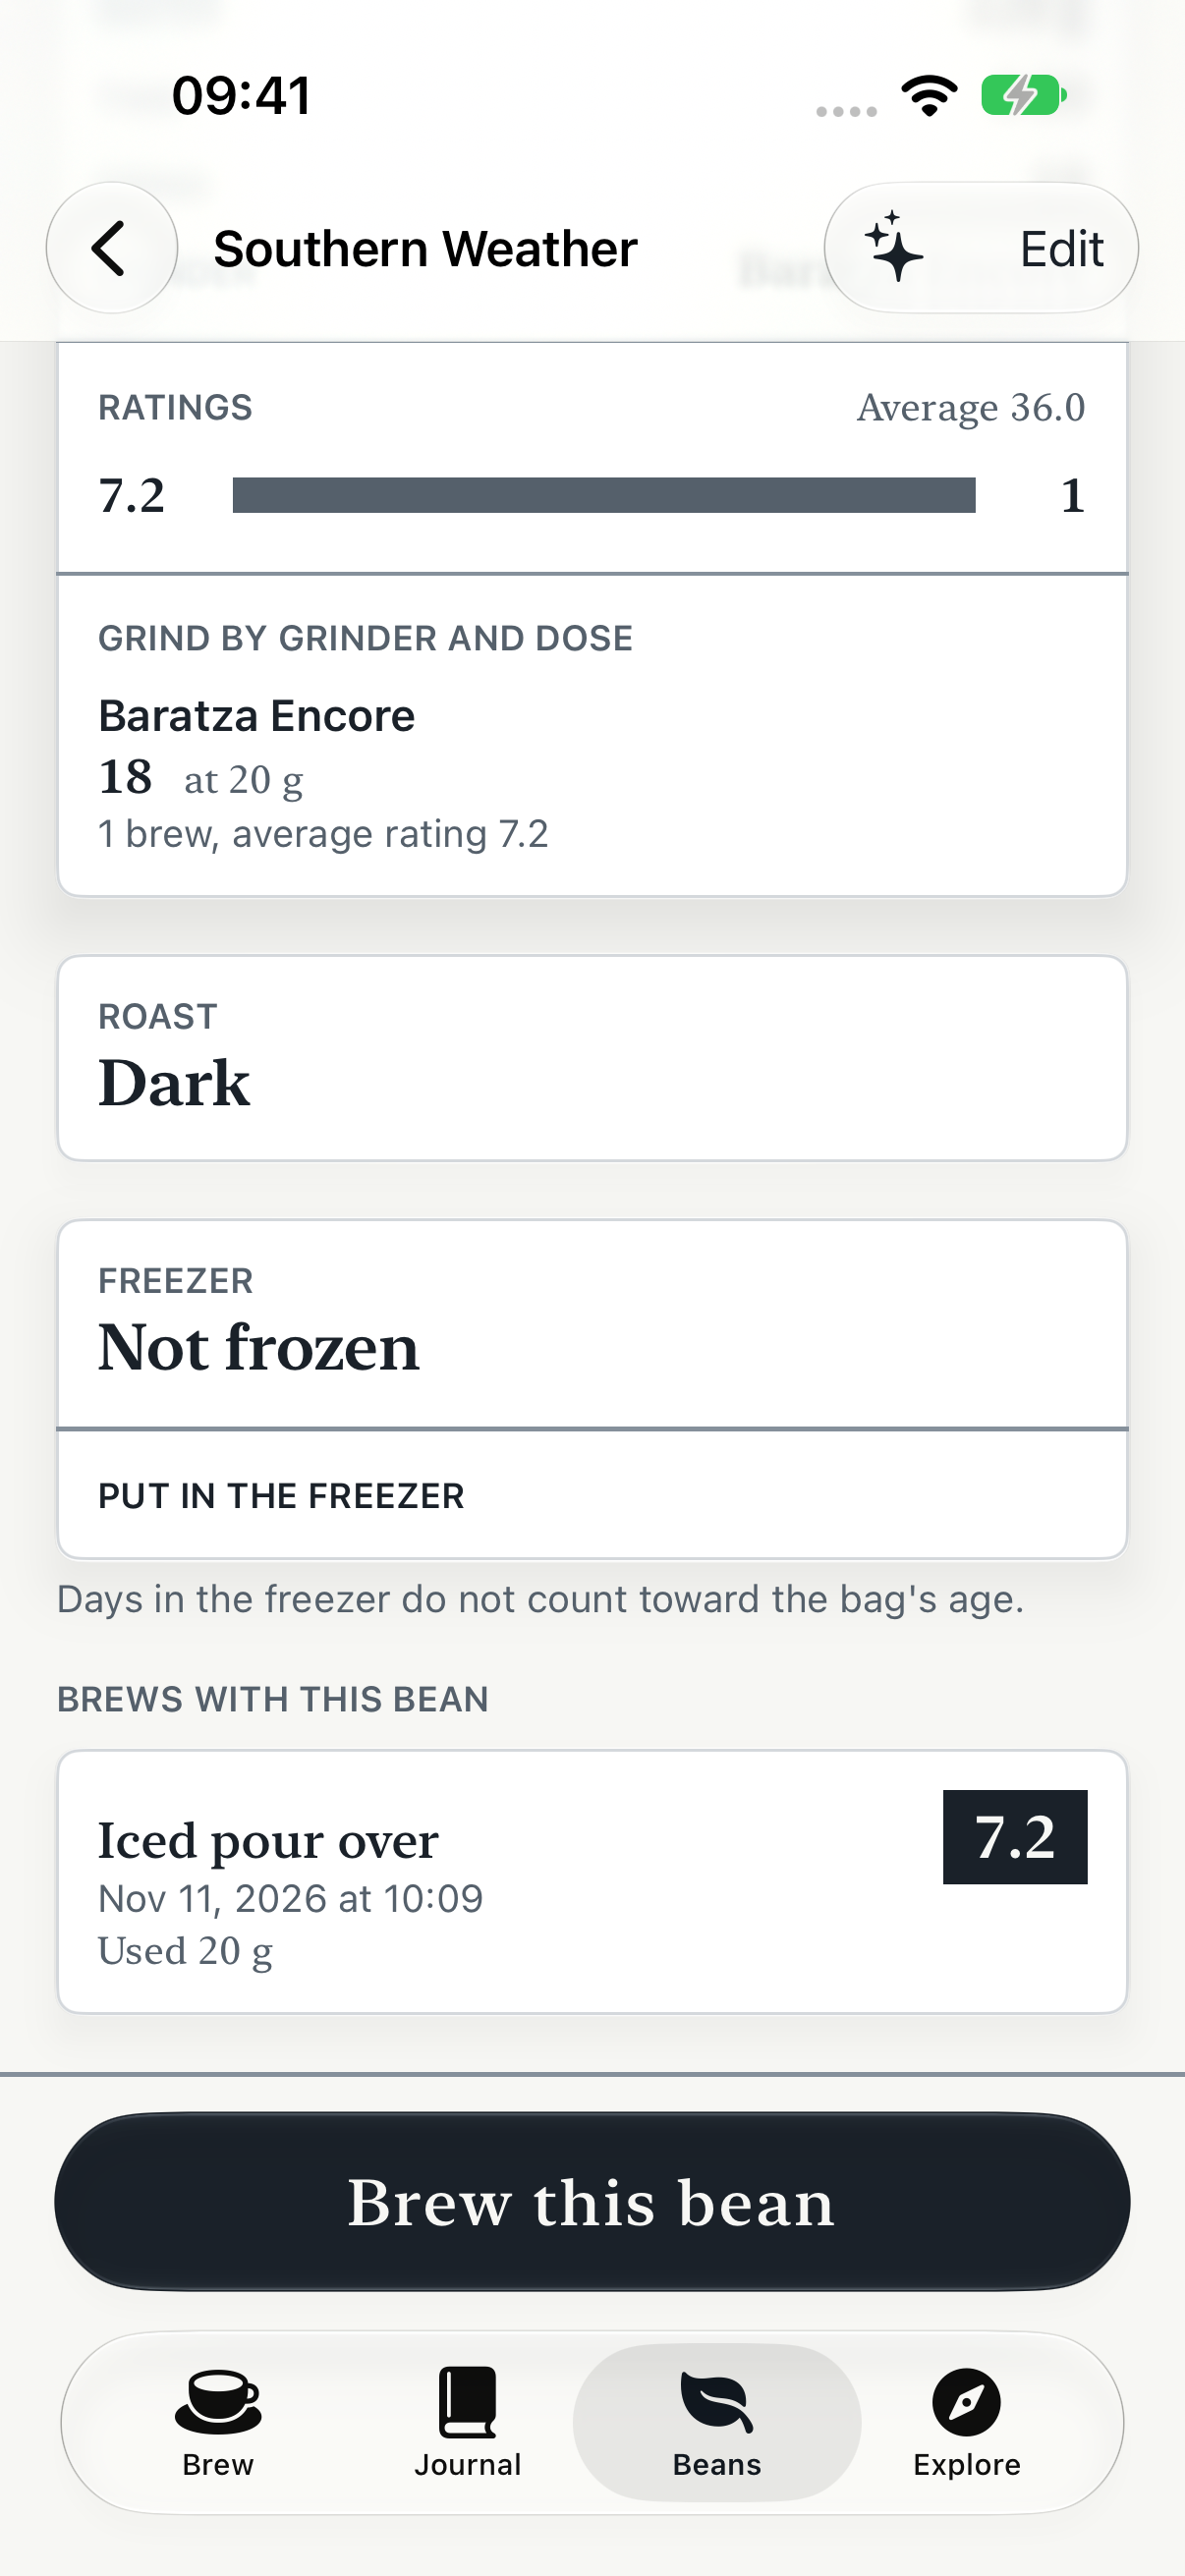 09:41
Southern Weather
Edit
RATINGS
Average 36.0
7.2
1
GRIND BY GRINDER AND DOSE
Baratza Encore
18 at 20 g
1 brew, average rating 7.2
ROAST
Dark
FREEZER
Not frozen
PUT IN THE FREEZER
Days in the freezer do not count toward the bag's age.
BREWS WITH THIS BEAN
Iced pour over
7.2
Nov 11, 2026 at 10:09
Used 20 g
Brew this bean
Brew
Journal
Beans
Explore